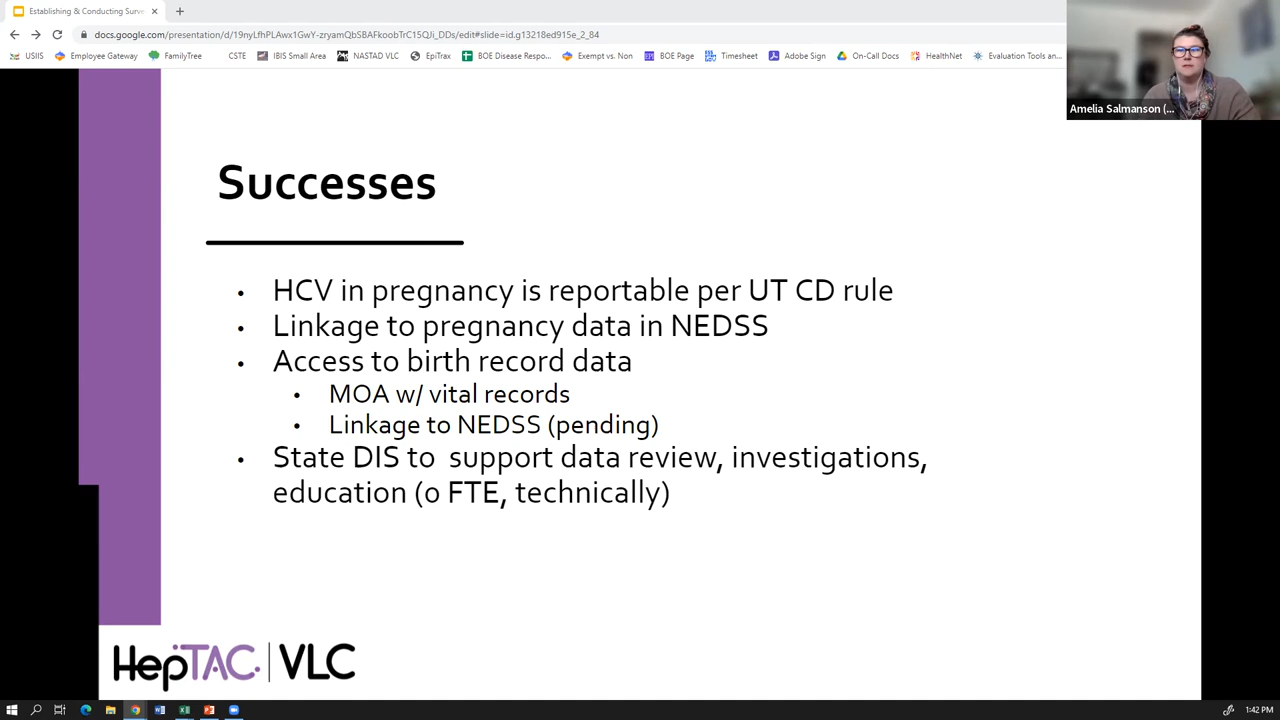 Establishing & Conducting Surve
docs.google.com/presentation/d/19nyLfhPLAwx1GwY-zryamQbSBAFkoobTrC15QJi_DDs/edit#slide=id.g13218ed915e_2_84
USIIS Employee Gateway FamilyTree CSTE IBIS Small Area NASTAD VLC EpiTrax BOE Disease Respo... Exempt vs. Non BOE Page Timesheet Adobe Sign On-Call Docs HealthNet Evaluation Tools an...
Amelia Salmanson (...
Successes
• HCV in pregnancy is reportable per UT CD rule
• Linkage to pregnancy data in NEDSS
• Access to birth record data
• MOA w/ vital records
• Linkage to NEDSS (pending)
• State DIS to support data review, investigations,
education (0 FTE, technically)
HepTAC | VLC
1:42 PM